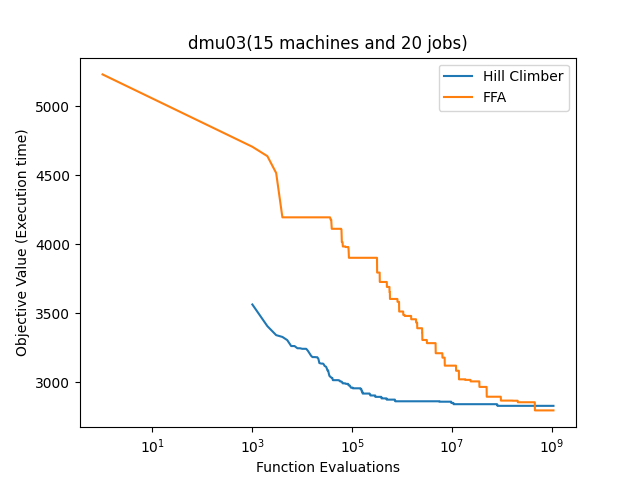 dmu03(15 machines and 20 jobs)
Hill Climber
FFA
Objective Value (Execution time)
5000
4500
4000
3500
3000
10¹ 10³ 10⁵ 10⁷ 10⁹
Function Evaluations